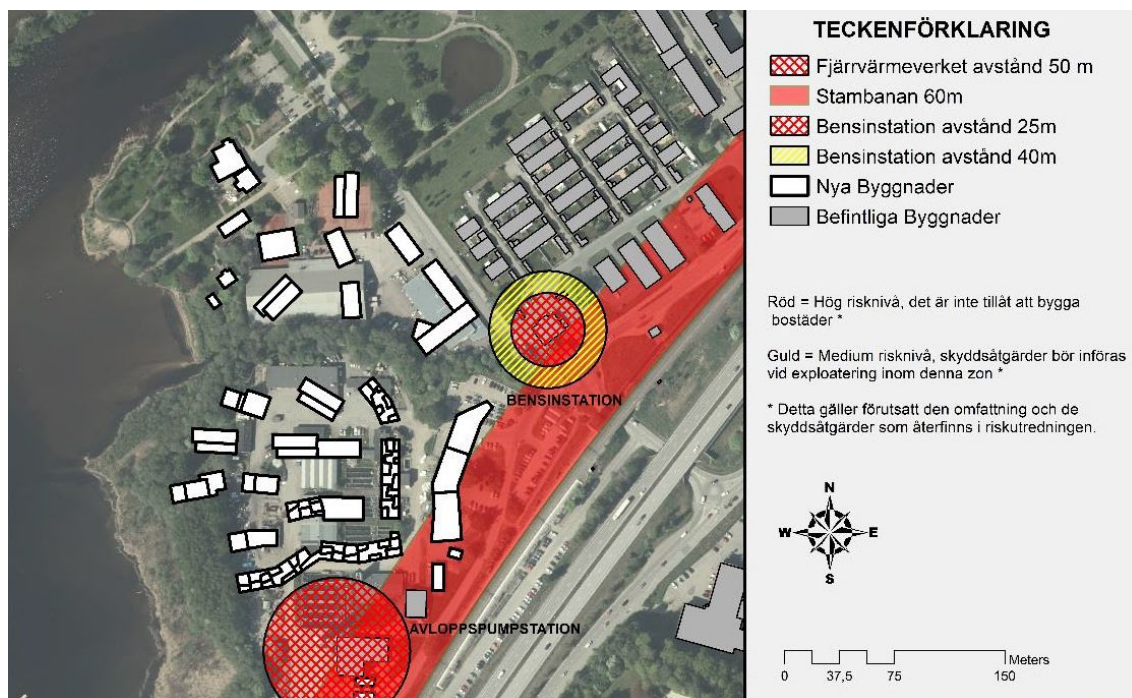 TECKENFÖRKLARING
Fjärrvärmeverket avstånd 50 m
Stambanan 60m
Bensinstation avstånd 25m
Bensinstation avstånd 40m
Nya Byggnader
Befintliga Byggnader
Röd = Hög risknivå, det är inte tillåt att bygga
bostäder *
Guld = Medium risknivå, skyddsåtgärder bör införas
vid exploatering inom denna zon *
* Detta gäller förutsatt den omfattning och de
skyddsåtgärder som återfinns i riskutredningen.
BENSINSTATION
AVLOPPSPUMPSTATION
N
W
E
S
Meters
0 37,5 75 150